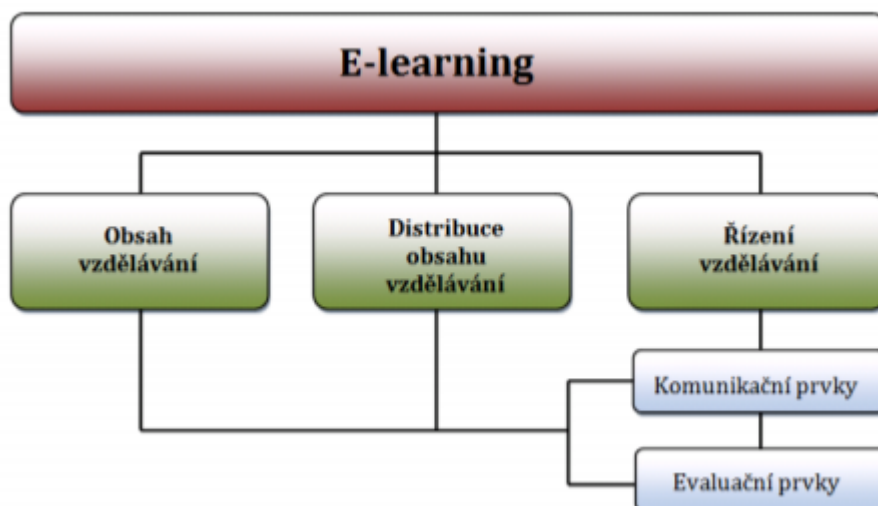 E-learning
Obsah
vzdělávání
Distribuce
obsahu
vzdělávání
Řízení
vzdělávání
Komunikační prvky
Evaluační prvky